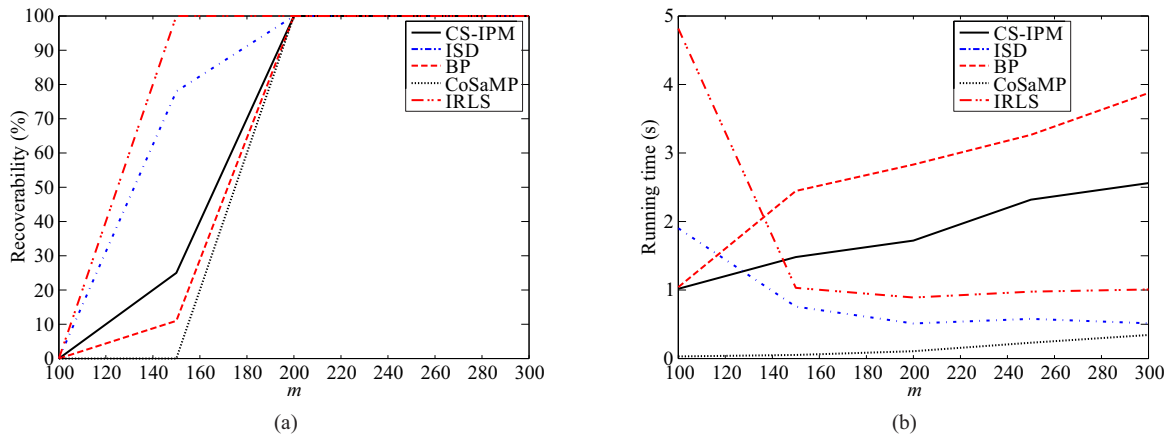 100
90
80
70
60
50
40
30
20
10
0
Recoverability (%)
CS-IPM
ISD
BP
CoSaMP
IRLS
100 120 140 160 180 200 220 240 260 280 300
m
(a)
5
4
3
2
1
0
Running time (s)
CS-IPM
ISD
BP
CoSaMP
IRLS
100 120 140 160 180 200 220 240 260 280 300
m
(b)